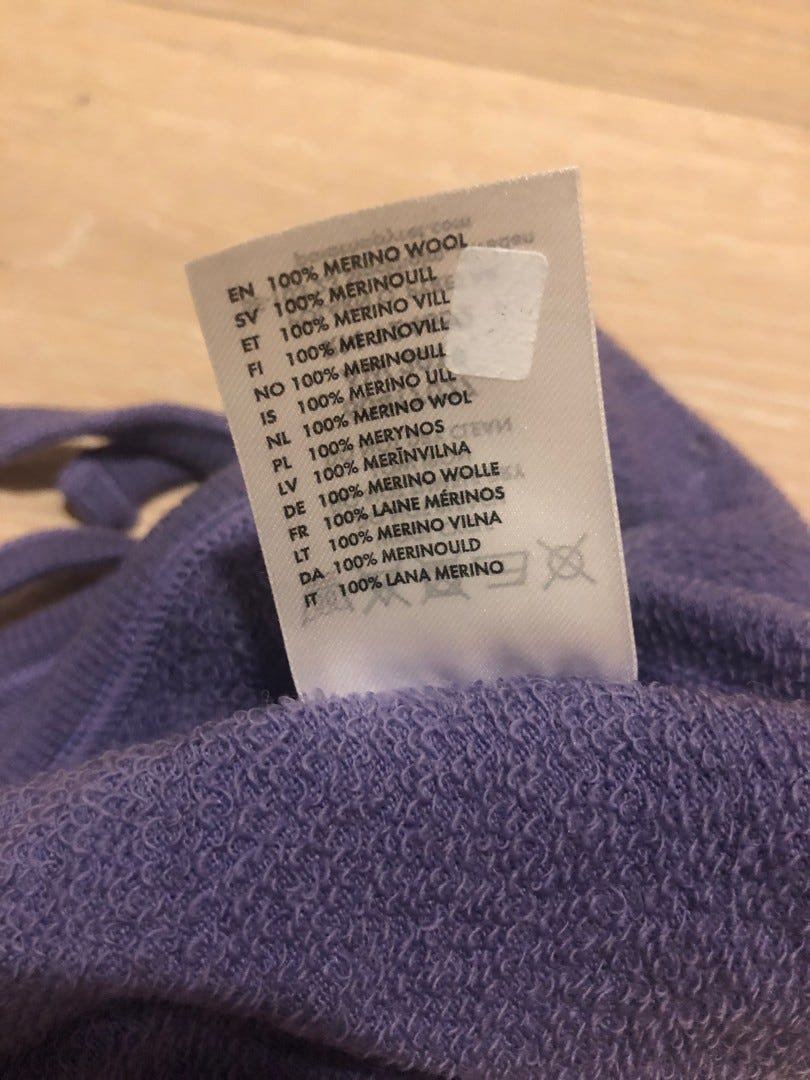 EN 100% MERINO WOOL
SV 100% MERINOULL
ET 100% MERINO VILL
FI 100% MERINOVILL
NO 100% MERINOULL
IS 100% MERINO ULL
NL 100% MERINO WOL
PL 100% MERYNOS
LV 100% MERĪNVILNA
DE 100% MERINO WOLLE
FR 100% LAINE MÉRINOS
LT 100% MERINO VILNA
DA 100% MERINOULD
IT 100% LANA MERINO